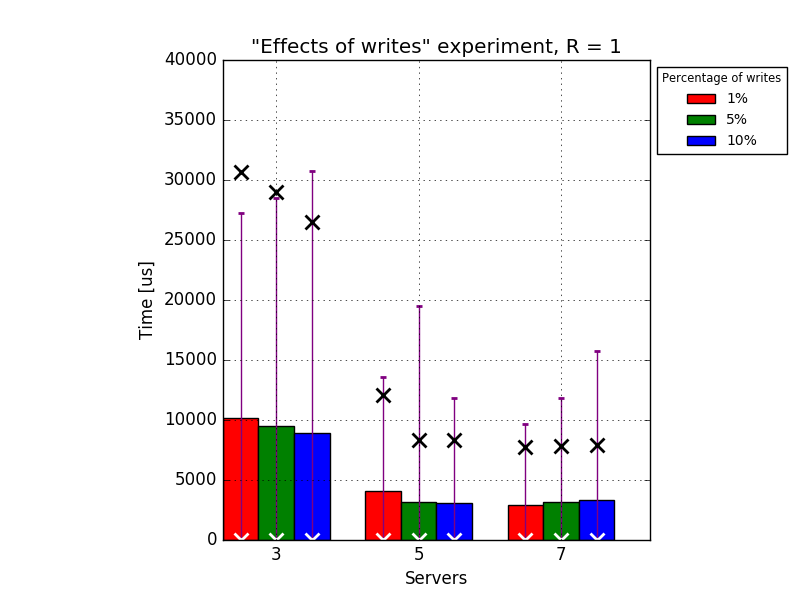 "Effects of writes" experiment, R = 1
Percentage of writes
1%
5%
10%
Time [us]
40000
35000
30000
25000
20000
15000
10000
5000
0
3 5 7
Servers